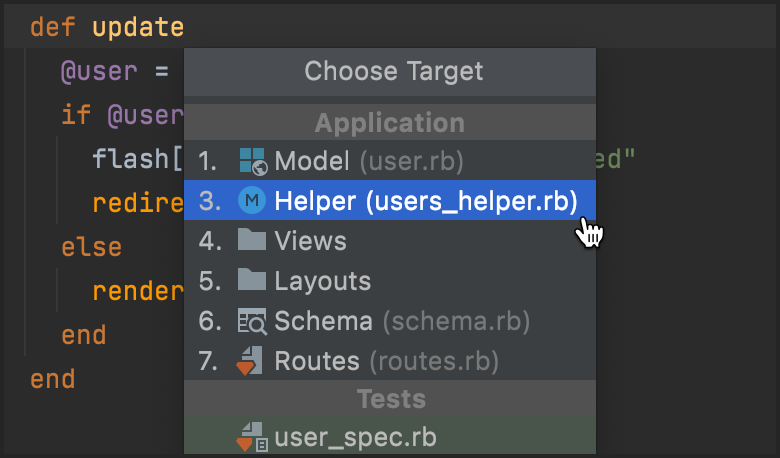 def update
Choose Target
@user =
if @user
Application
flash[
1. Model (user.rb)
ed"
redire
3. M Helper (users_helper.rb)
else
4. Views
render
5. Layouts
end
6. Schema (schema.rb)
7. Routes (routes.rb)
end
Tests
user_spec.rb